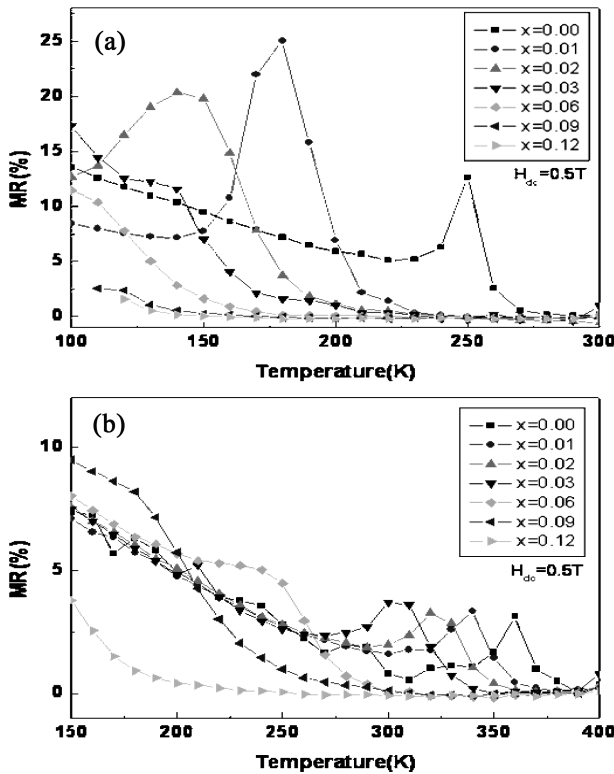 (a)
x=0.00
x=0.01
x=0.02
x=0.03
x=0.06
x=0.09
x=0.12
H_dc=0.5T
MR(%)
25
20
15
10
5
0
100 150 200 250 300
Temperature(K)
(b)
x=0.00
x=0.01
x=0.02
x=0.03
x=0.06
x=0.09
x=0.12
H_dc=0.5T
MR(%)
10
5
0
150 200 250 300 350 400
Temperature(K)